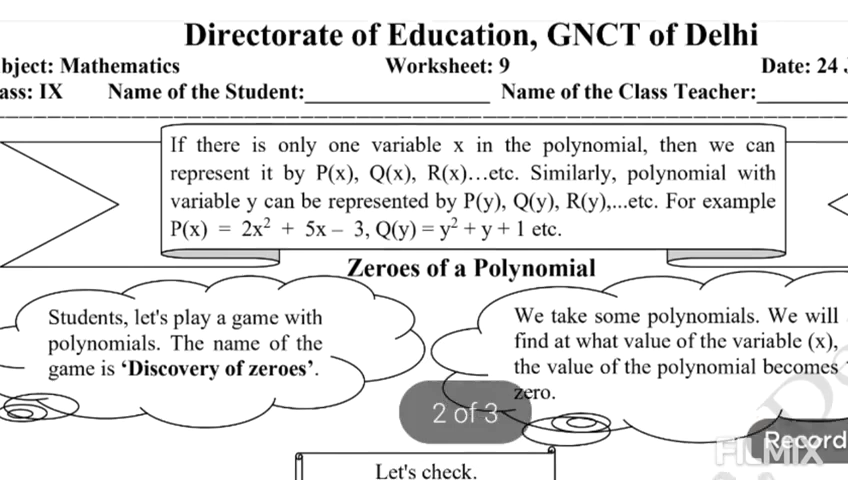 Directorate of Education, GNCT of Delhi
bject: Mathematics Worksheet: 9 Date: 24
ass: IX Name of the Student:_________________ Name of the Class Teacher:________
If there is only one variable x in the polynomial, then we can
represent it by P(x), Q(x), R(x)…etc. Similarly, polynomial with
variable y can be represented by P(y), Q(y), R(y),...etc. For example
P(x) = 2x² + 5x – 3, Q(y) = y² + y + 1 etc.
Zeroes of a Polynomial
Students, let's play a game with
polynomials. The name of the
game is ‘Discovery of zeroes’.
We take some polynomials. We will
find at what value of the variable (x),
the value of the polynomial becomes
zero.
2 of 3
Record
FILMIX
Let's check.